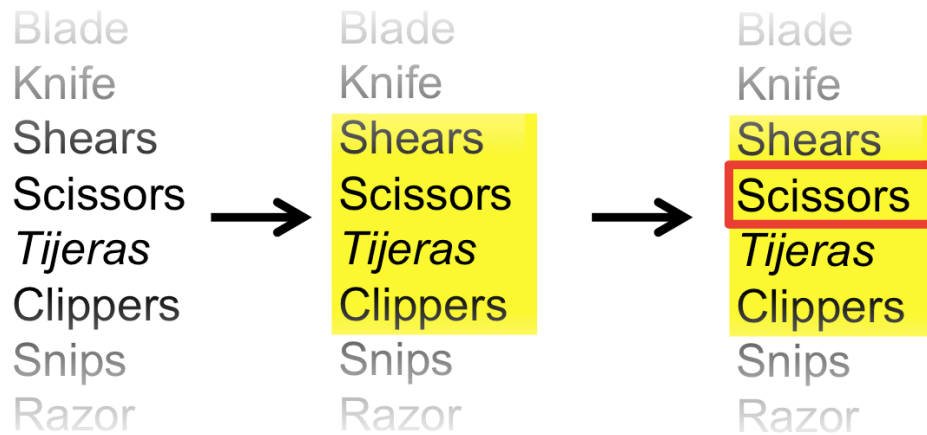 Blade
Knife
Shears
Scissors
Tijeras
Clippers
Snips
Razor
Blade
Knife
Shears
Scissors
Tijeras
Clippers
Snips
Razor
Blade
Knife
Shears
Scissors
Tijeras
Clippers
Snips
Razor